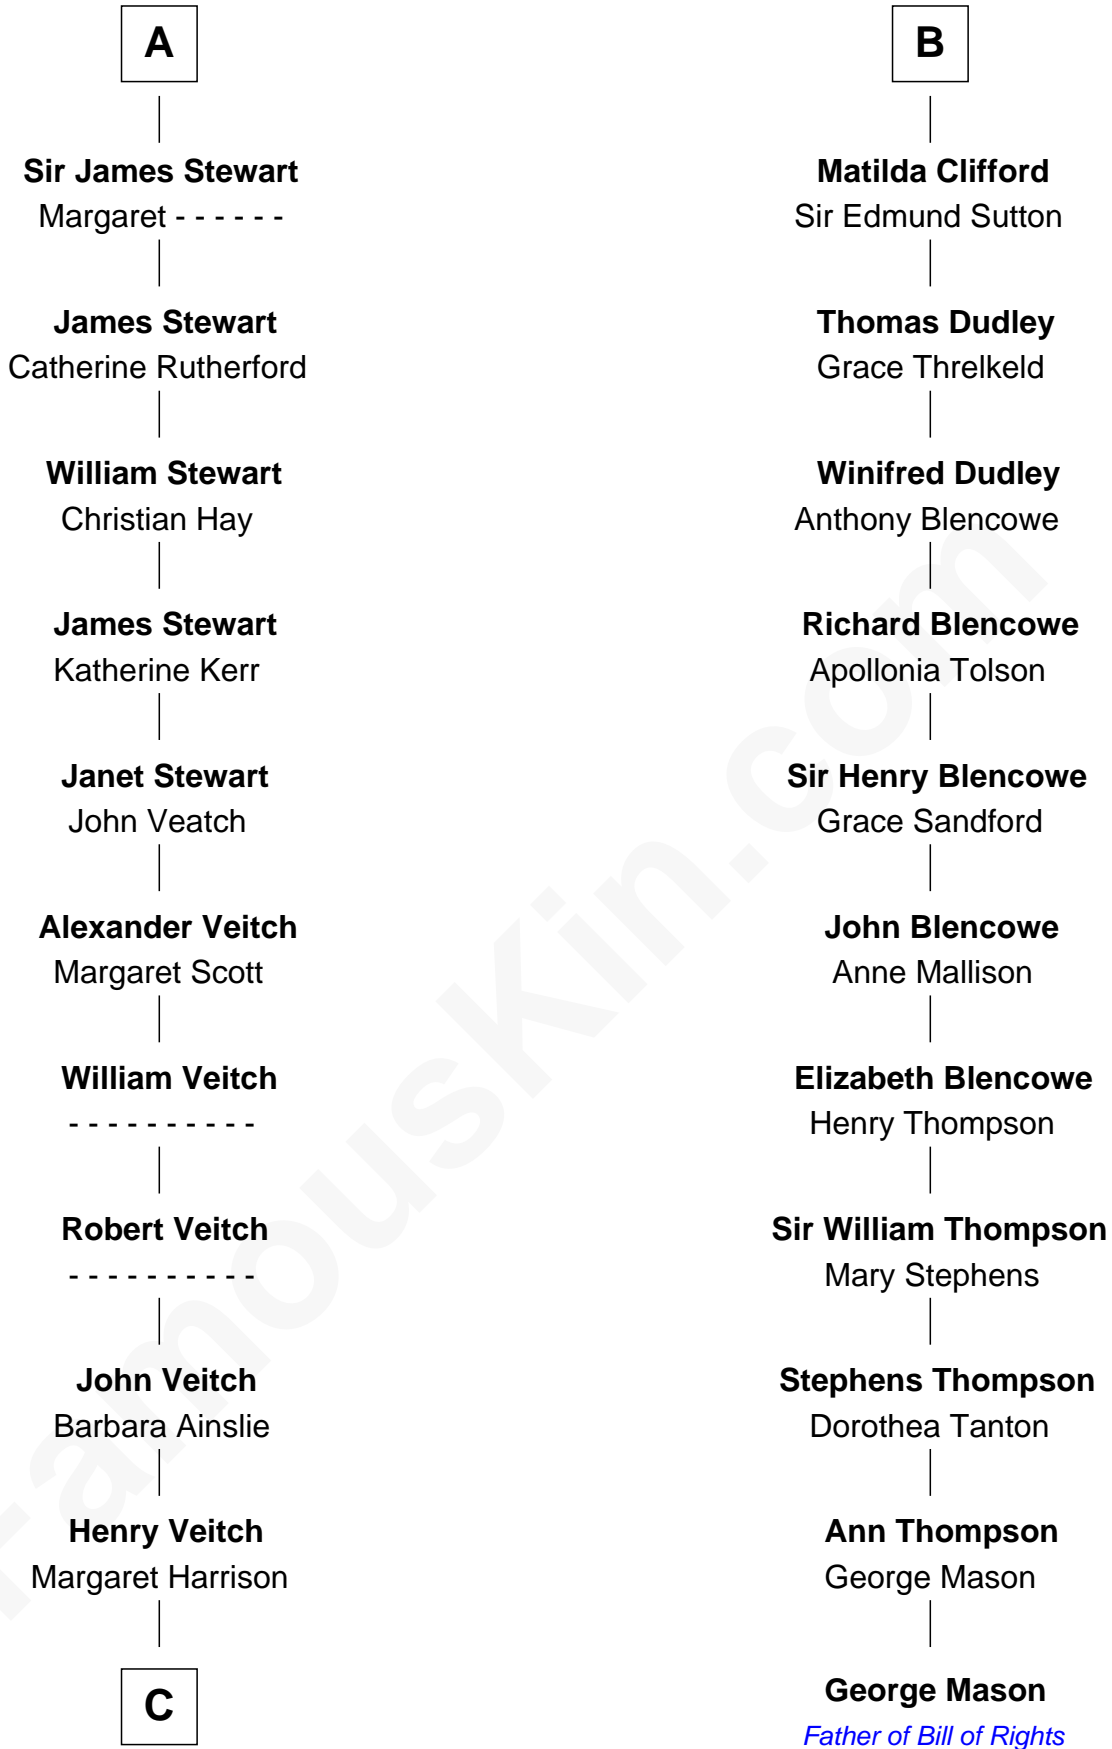 A
Sir James Stewart
Margaret - - - - - -
James Stewart
Catherine Rutherford
William Stewart
Christian Hay
James Stewart
Katherine Kerr
Janet Stewart
John Veatch
Alexander Veitch
Margaret Scott
William Veitch
- - - - - - - - - -
Robert Veitch
- - - - - - - - - -
John Veitch
Barbara Ainslie
Henry Veitch
Margaret Harrison
C
B
Matilda Clifford
Sir Edmund Sutton
Thomas Dudley
Grace Threlkeld
Winifred Dudley
Anthony Blencowe
Richard Blencowe
Apollonia Tolson
Sir Henry Blencowe
Grace Sandford
John Blencowe
Anne Mallison
Elizabeth Blencowe
Henry Thompson
Sir William Thompson
Mary Stephens
Stephens Thompson
Dorothea Tanton
Ann Thompson
George Mason
George Mason
Father of Bill of Rights
FamousKin.com